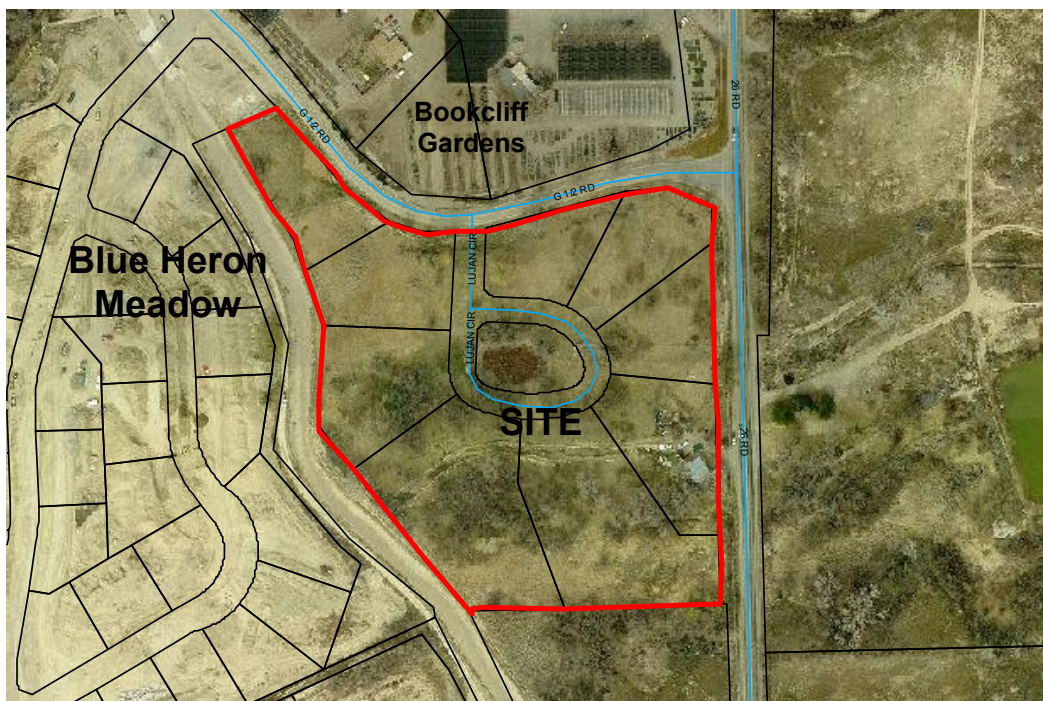 26 RD
Bookcliff
Gardens
G 1/2 RD
G 1/2 RD
LUJAN CIR
Blue Heron
Meadow
LUJAN CIR
SITE
26 RD